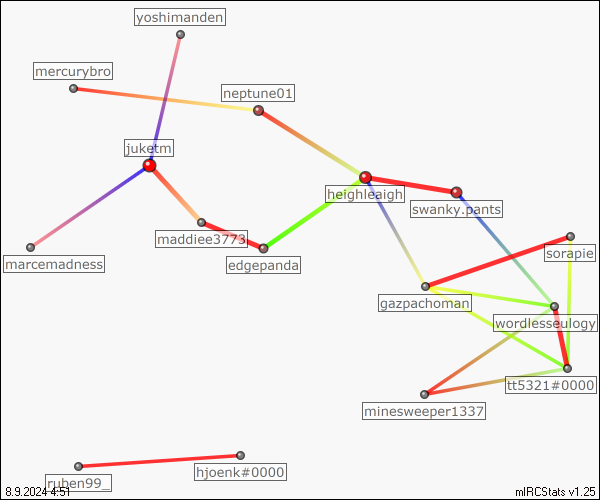 yoshimanden
mercurybro
neptune01
juketm
heighleaigh
swanky.pants
maddiee3773
sorapie
edgepanda
marcemadness
gazpachoman
wordlesseulogy
tt5321#0000
minesweeper1337
hjoenk#0000
ruben99_
8.9.2024 4:51
mIRCStats v1.25